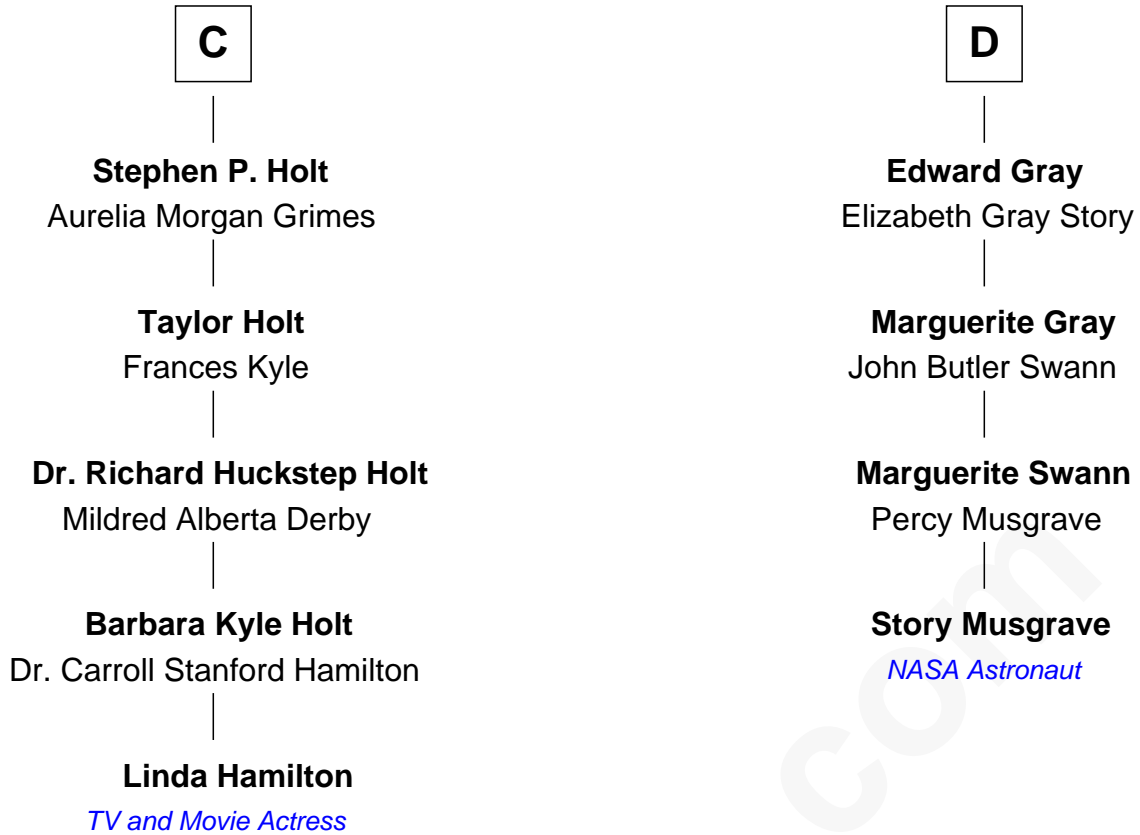 C
Stephen P. Holt
Aurelia Morgan Grimes
Taylor Holt
Frances Kyle
Dr. Richard Huckstep Holt
Mildred Alberta Derby
Barbara Kyle Holt
Dr. Carroll Stanford Hamilton
Linda Hamilton
TV and Movie Actress
D
Edward Gray
Elizabeth Gray Story
Marguerite Gray
John Butler Swann
Marguerite Swann
Percy Musgrave
Story Musgrave
NASA Astronaut
com